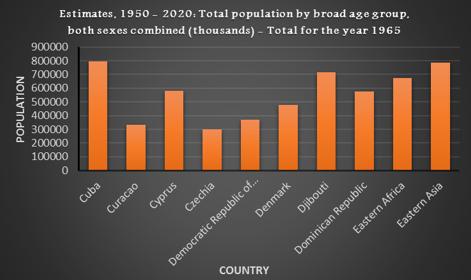 Estimates, 1950 – 2020: Total population by broad age group,
both sexes combined (thousands) – Total for the year 1965
POPULATION
900000
800000
700000
600000
500000
400000
300000
200000
100000
0
Cuba
Curacao
Cyprus
Czechia
Democratic Republic of...
Denmark
Djibouti
Dominican Republic
Eastern Africa
Eastern Asia
COUNTRY